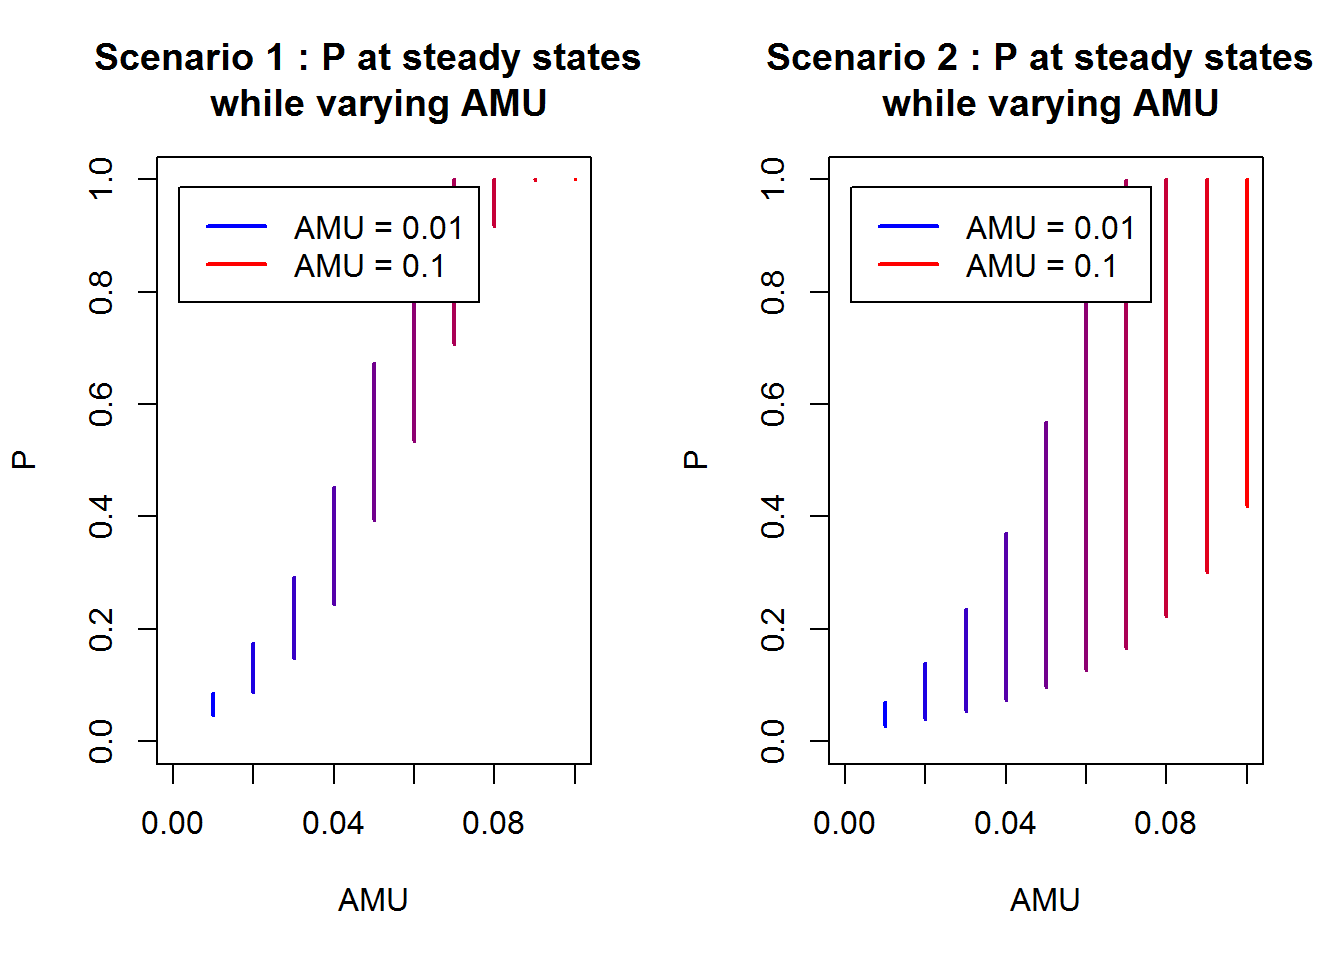 Scenario 1 : P at steady states
while varying AMU
1.0
0.8
0.6
0.4
0.2
0.0
P
AMU = 0.01
AMU = 0.1
0.00 0.04 0.08
AMU
Scenario 2 : P at steady states
while varying AMU
1.0
0.8
0.6
0.4
0.2
0.0
P
AMU = 0.01
AMU = 0.1
0.00 0.04 0.08
AMU